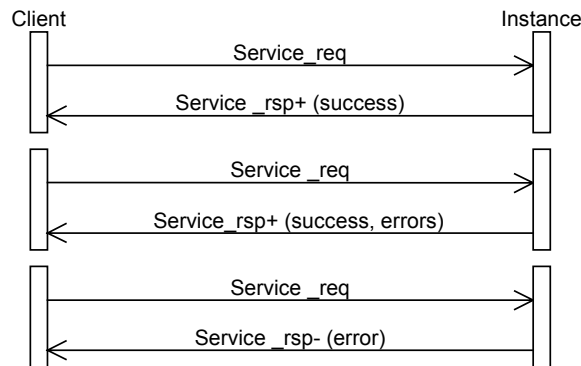 Client Instance
Service_req
Service _rsp+ (success)
Service _req
Service_rsp+ (success, errors)
Service _req
Service _rsp- (error)